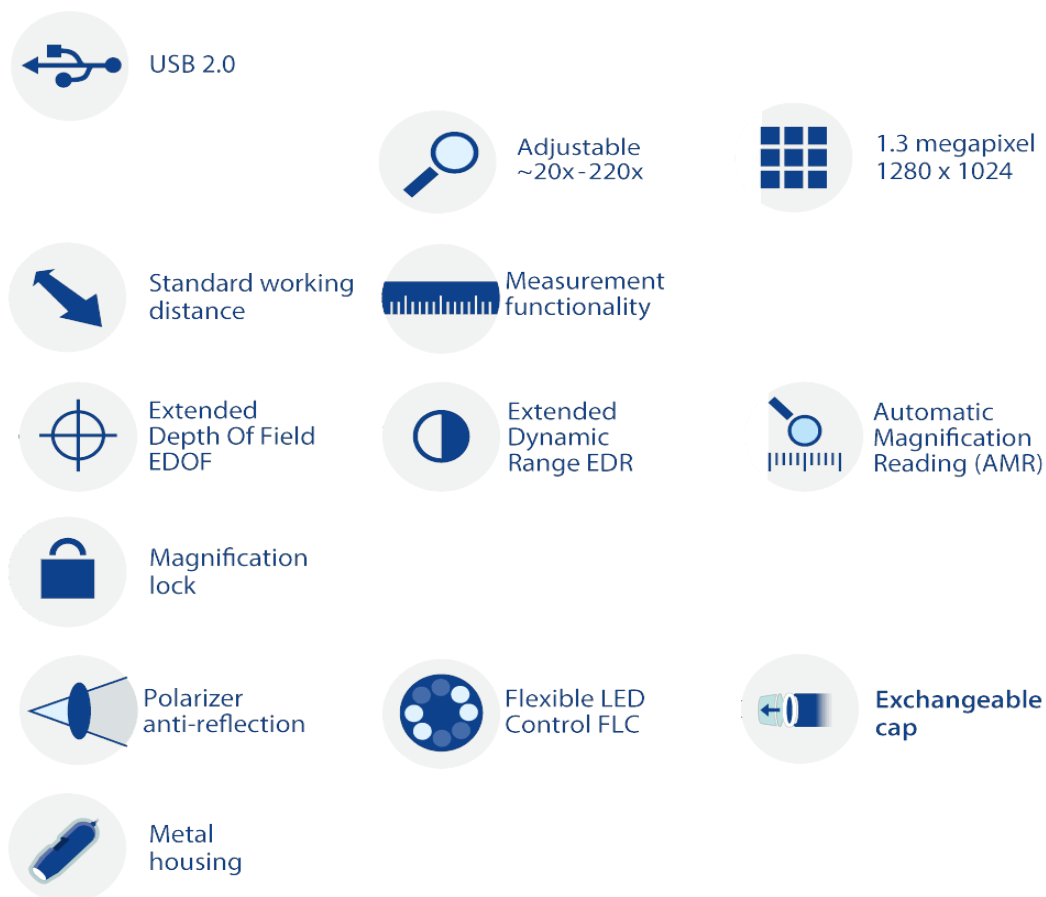 USB 2.0
Adjustable
~20x-220x
1.3 megapixel
1280 x 1024
Standard working
distance
Measurement
functionality
Extended
Depth Of Field
EDOF
Extended
Dynamic
Range EDR
Automatic
Magnification
Reading (AMR)
Magnification
lock
Polarizer
anti-reflection
Flexible LED
Control FLC
Exchangeable
cap
Metal
housing